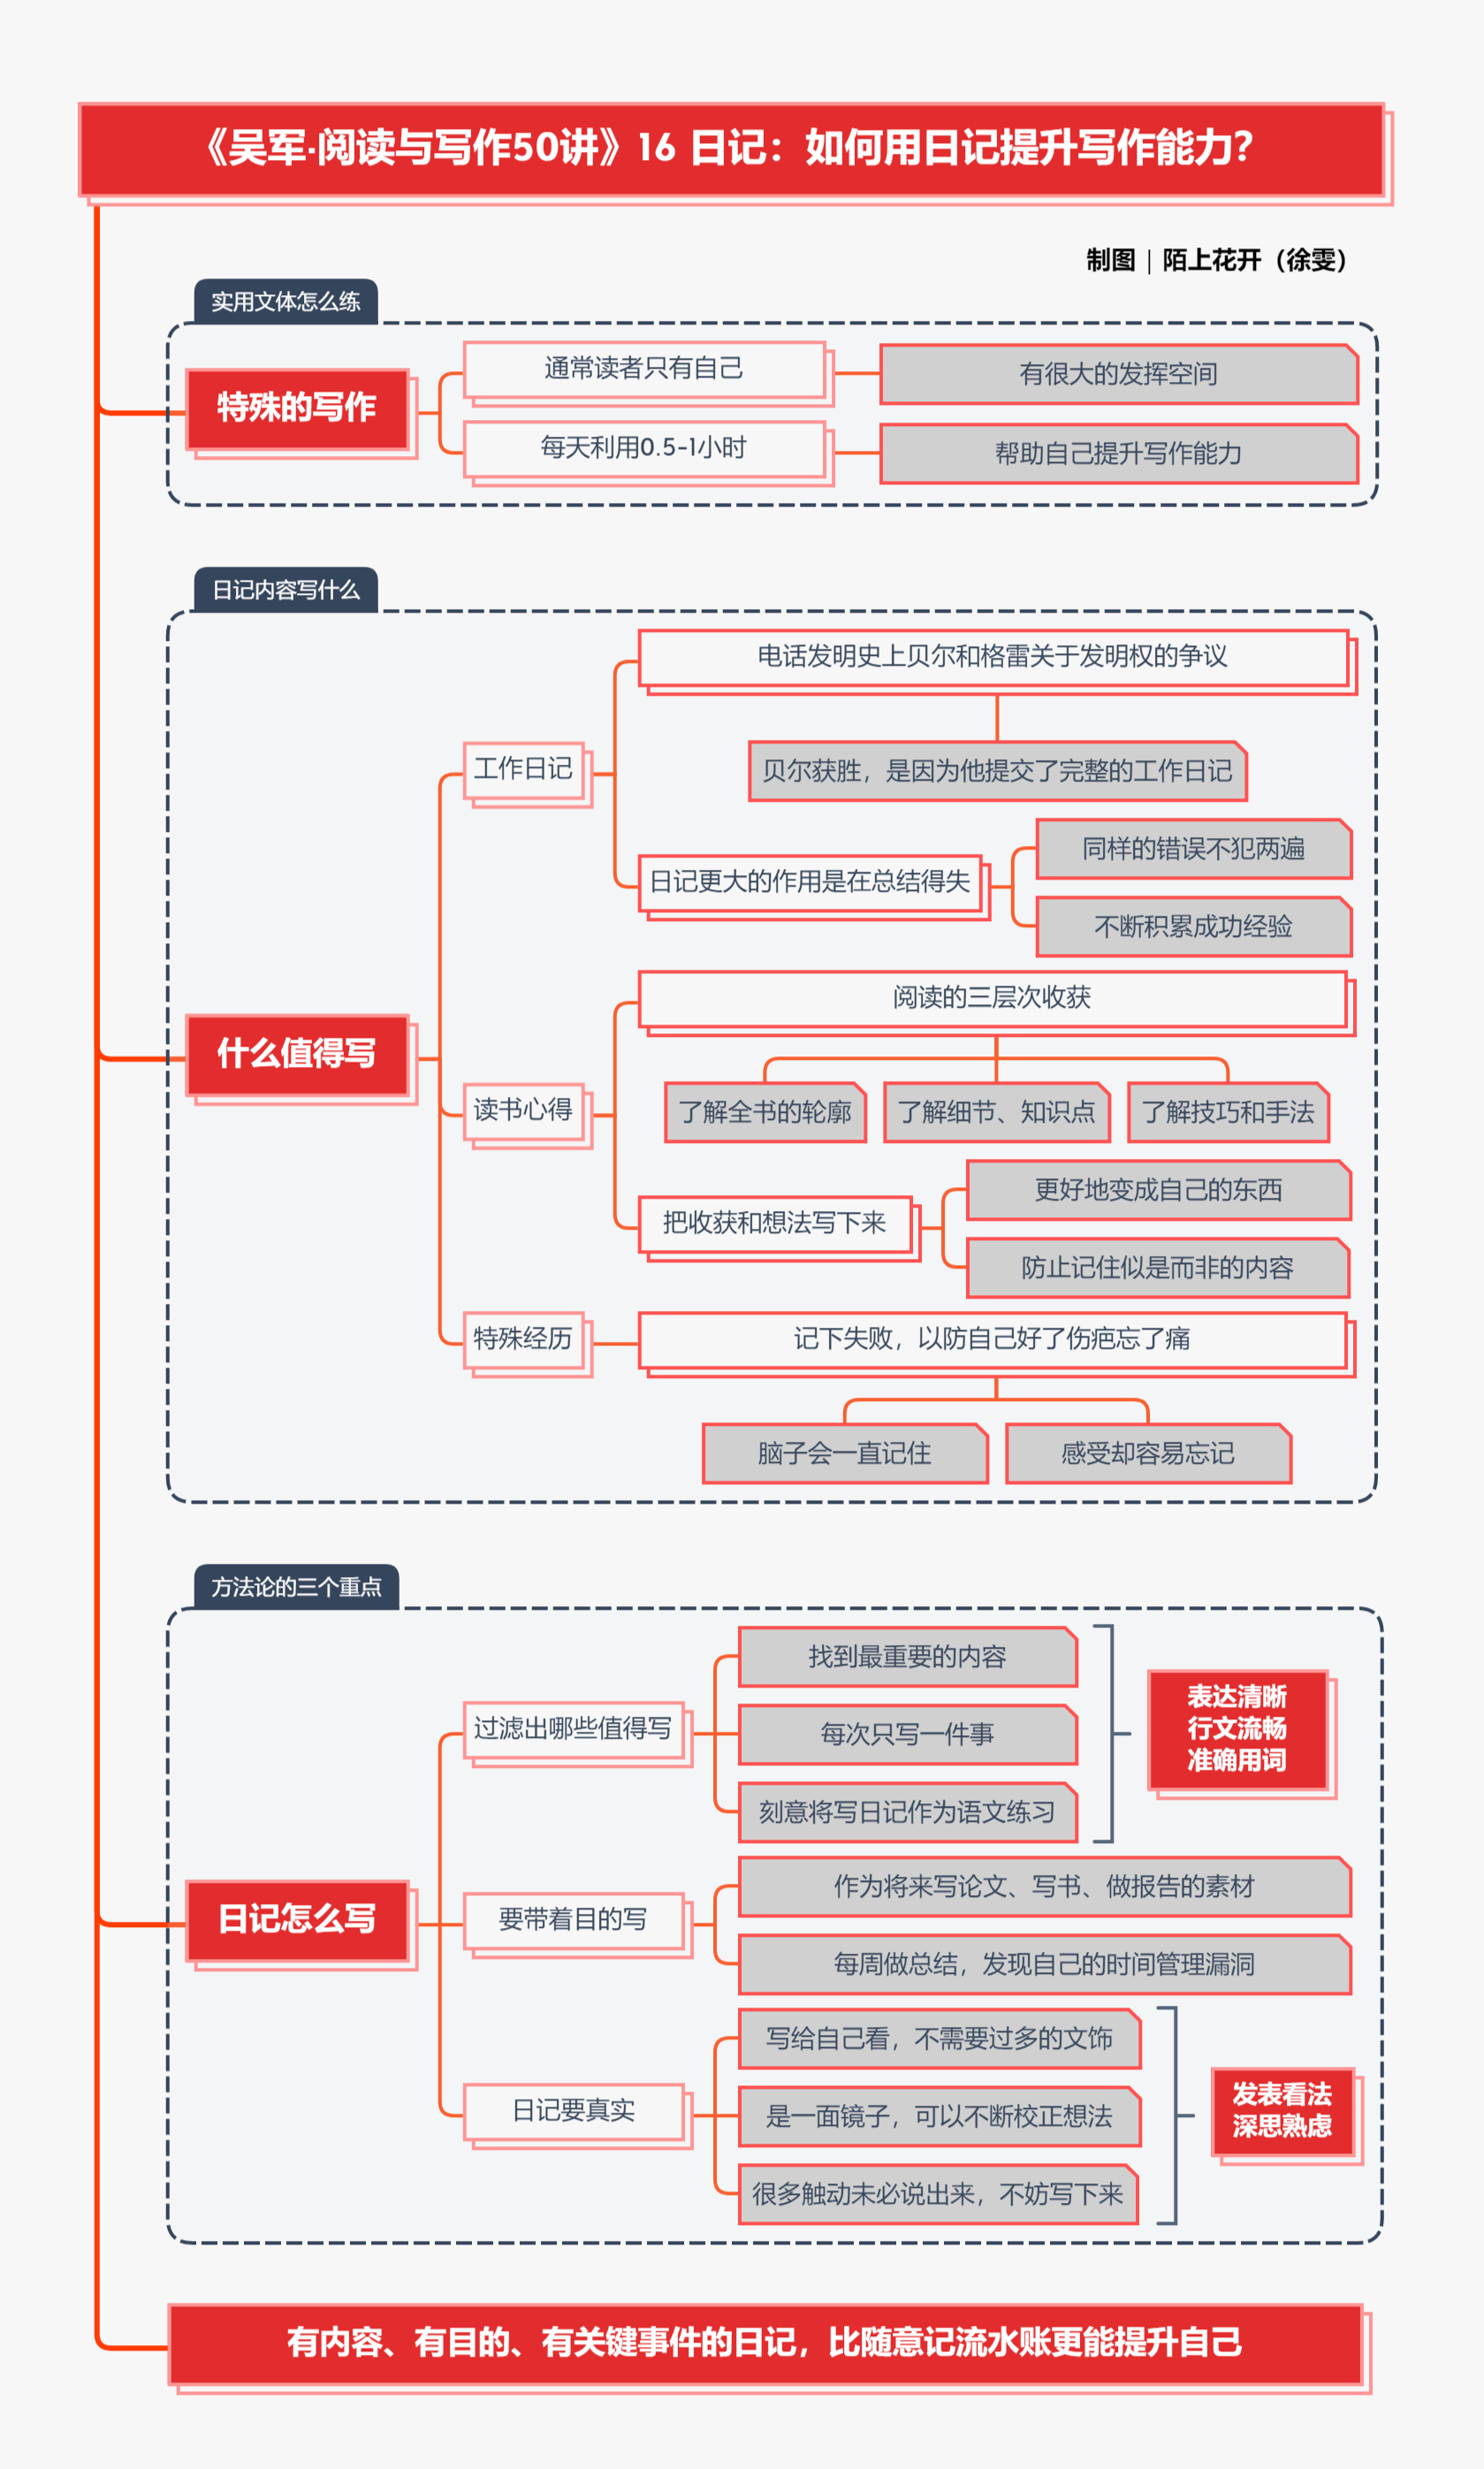 《吴军·阅读与写作50讲》16 日记：如何用日记提升写作能力？
制图｜陌上花开（徐雯）
实用文体怎么练
特殊的写作
通常读者只有自己
有很大的发挥空间
每天利用0.5-1小时
帮助自己提升写作能力
日记内容写什么
什么值得写
工作日记
电话发明史上贝尔和格雷关于发明权的争议
贝尔获胜，是因为他提交了完整的工作日记
日记更大的作用是在总结得失
同样的错误不犯两遍
不断积累成功经验
读书心得
阅读的三层次收获
了解全书的轮廓
了解细节、知识点
了解技巧和手法
把收获和想法写下来
更好地变成自己的东西
防止记住似是而非的内容
特殊经历
记下失败，以防自己好了伤疤忘了痛
脑子会一直记住
感受却容易忘记
方法论的三个重点
日记怎么写
过滤出哪些值得写
找到最重要的内容
每次只写一件事
刻意将写日记作为语文练习
表达清晰
行文流畅
准确用词
要带着目的写
作为将来写论文、写书、做报告的素材
每周做总结，发现自己的时间管理漏洞
日记要真实
写给自己看，不需要过多的文饰
是一面镜子，可以不断校正想法
很多触动未必说出来，不妨写下来
发表看法
深思熟虑
有内容、有目的、有关键事件的日记，比随意记流水账更能提升自己